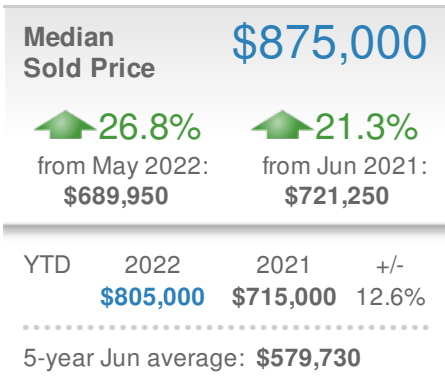 Median
Sold Price
$875,000
26.8%
from May 2022:
$689,950
21.3%
from Jun 2021:
$721,250
YTD 2022 2021 +/-
$805,000 $715,000 12.6%
5-year Jun average: $579,730